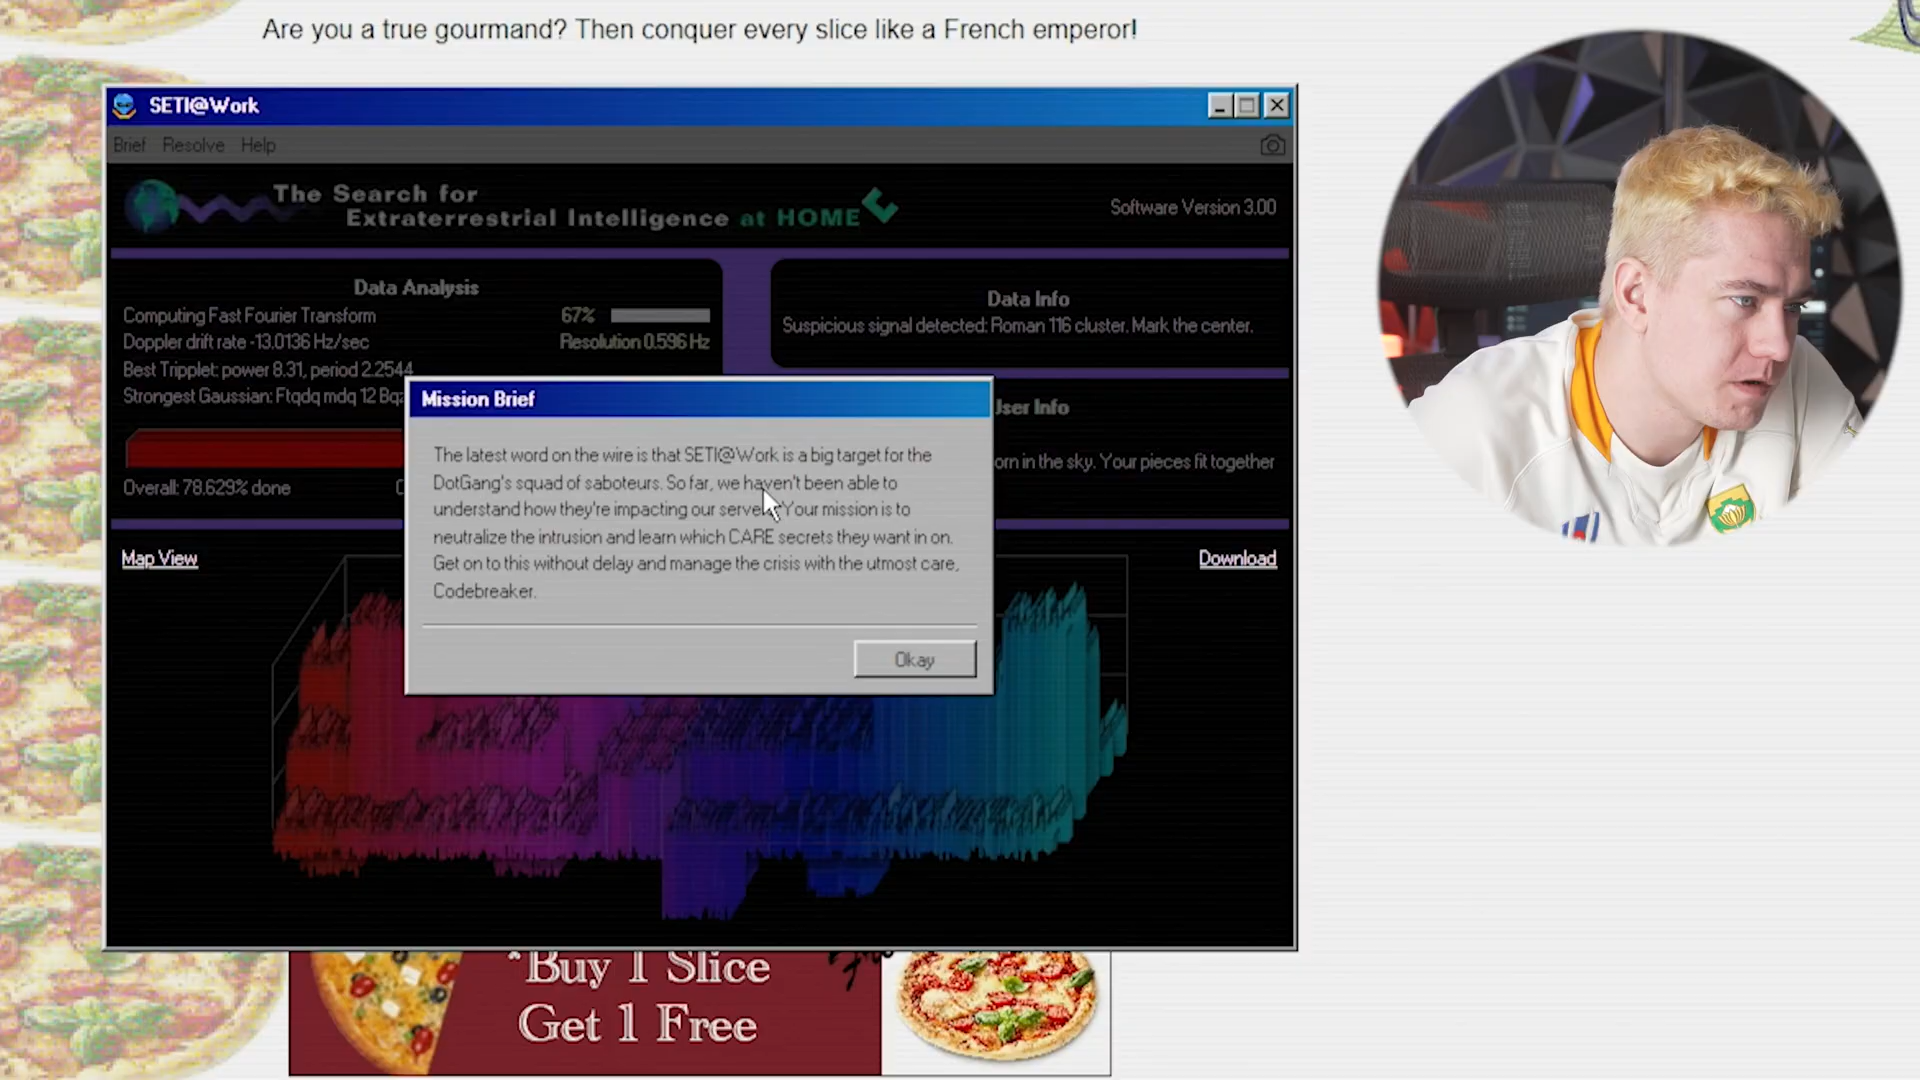 Are you a true gourmand? Then conquer every slice like a French emperor!
SETI@Work
Brief Resolve Help
The Search for
Extraterrestrial Intelligence at HOME
Software Version 3.00
Data Analysis
Computing Fast Fourier Transform 67%
Doppler drift rate -13.0136 Hz/sec Resolution 0.596 Hz
Best Tripplet: power 8.31, period 2.2544
Strongest Gaussian: Ftqdq mdq 12
Overall: 78.629% done
Data Info
Suspicious signal detected: Roman 116 cluster. Mark the center.
User Info
in the sky. Your pieces fit together
Mission Brief
The latest word on the wire is that SETI@Work is a big target for the
DotGang's squad of saboteurs. So far, we haven't been able to
understand how they're impacting our server Your mission is to
neutralize the intrusion and learn which CARE secrets they want in on.
Get on to this without delay and manage the crisis with the utmost care,
Codebreaker.
Okay
Map View
Download
*Buy 1 Slice
Get 1 Free